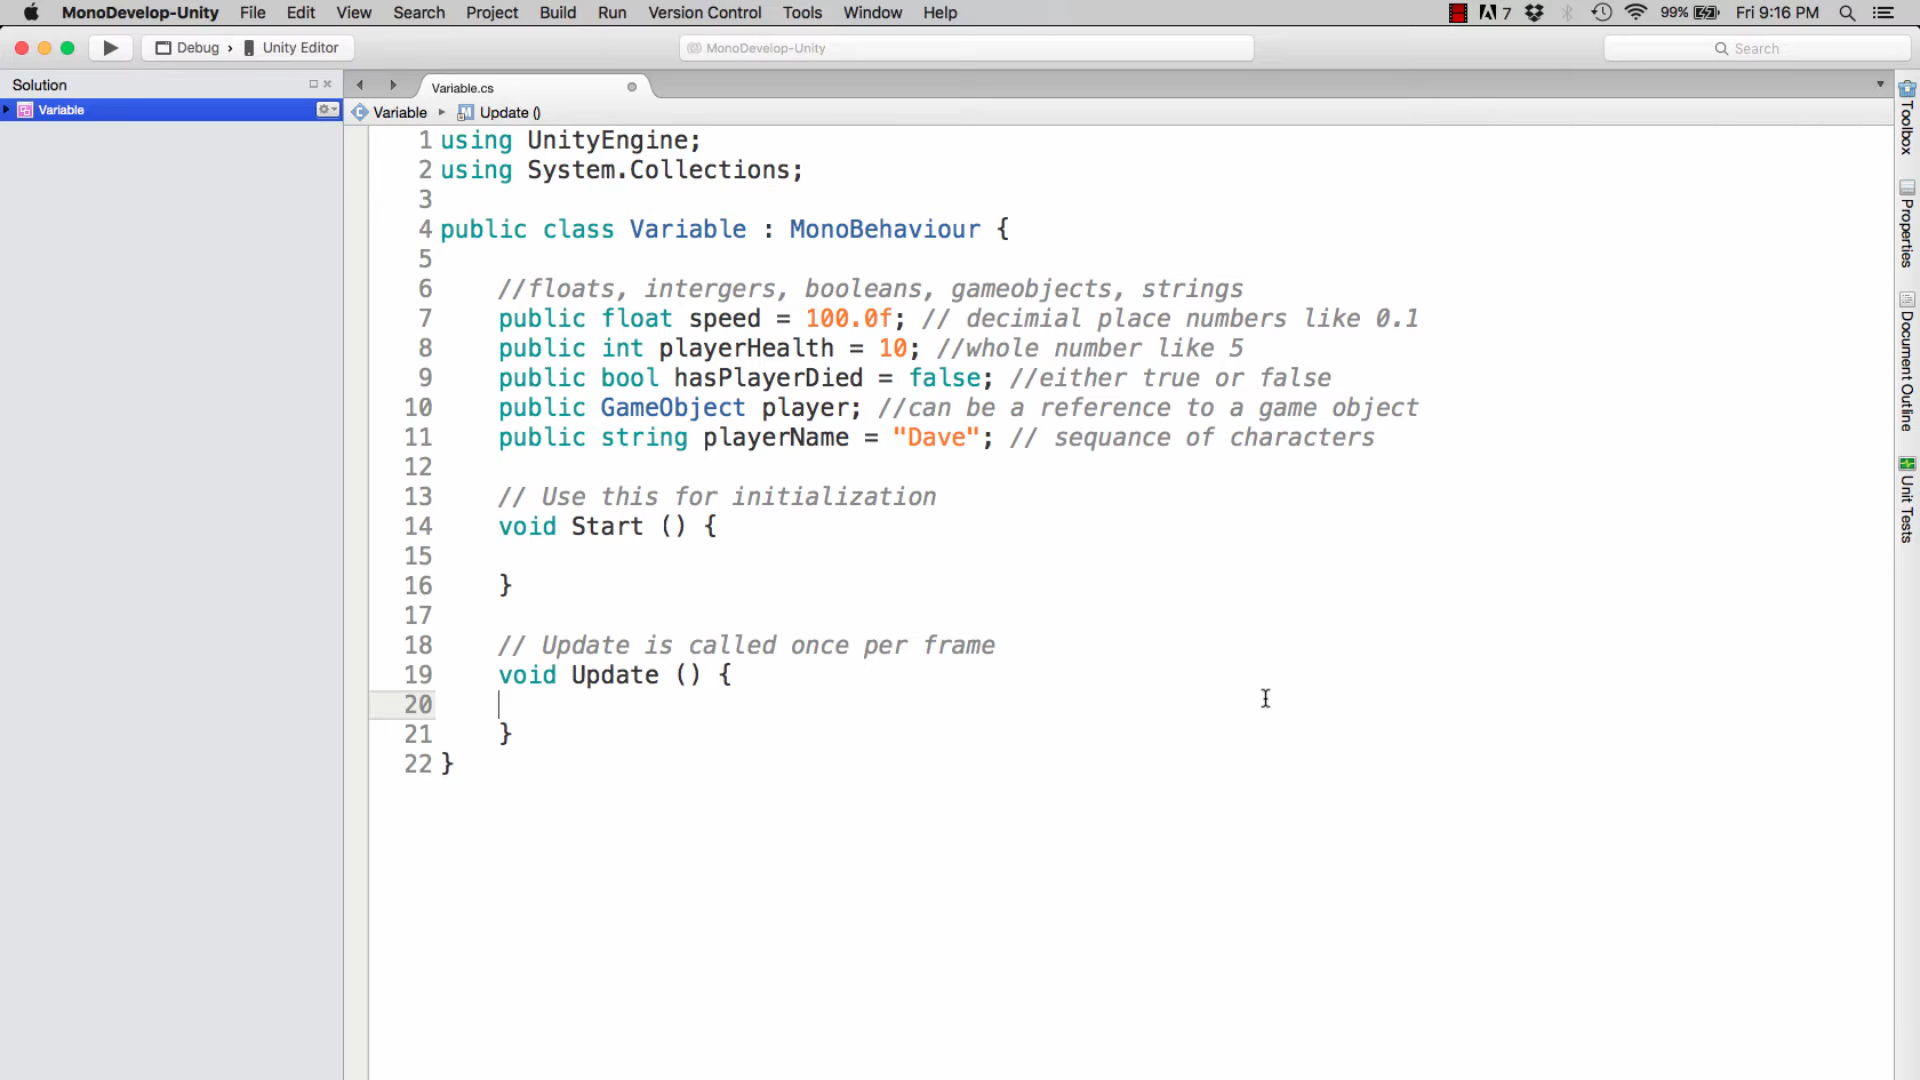 MonoDevelop-Unity File Edit View Search Project Build Run Version Control Tools Window Help 7 99% Fri 9:16 PM
Debug › Unity Editor MonoDevelop-Unity Search
Solution
Variable
Variable.cs
Variable Update ()
1 using UnityEngine;
2 using System.Collections;
3
4 public class Variable : MonoBehaviour {
5
6 //floats, intergers, booleans, gameobjects, strings
7 public float speed = 100.0f; // decimial place numbers like 0.1
8 public int playerHealth = 10; //whole number like 5
9 public bool hasPlayerDied = false; //either true or false
10 public GameObject player; //can be a reference to a game object
11 public string playerName = "Dave"; // sequance of characters
12
13 // Use this for initialization
14 void Start () {
15
16 }
17
18 // Update is called once per frame
19 void Update () {
20
21 }
22 }
Toolbox
Properties
Document Outline
Unit Tests